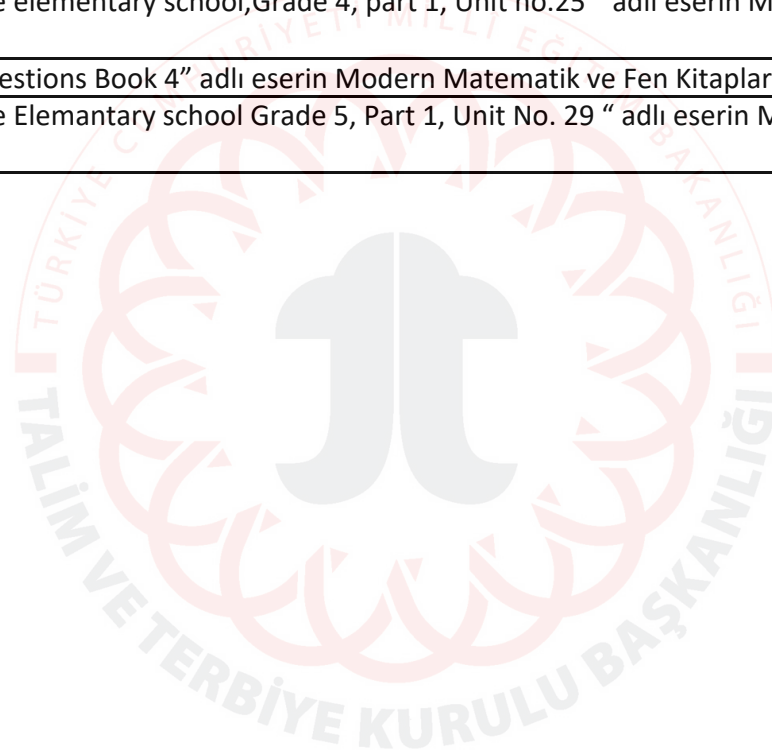 e elementary school,Grade 4, part 1, Unit no.25 " adlı eserin M
estions Book 4” adlı eserin Modern Matematik ve Fen Kitaplar
e Elemantary school Grade 5, Part 1, Unit No. 29 “ adlı eserin M
TÜRKİYE CUMHURİYETİ MİLLİ EĞİTİM BAKANLIĞI
TALİM VE TERBİYE KURULU BAŞKANLIĞI